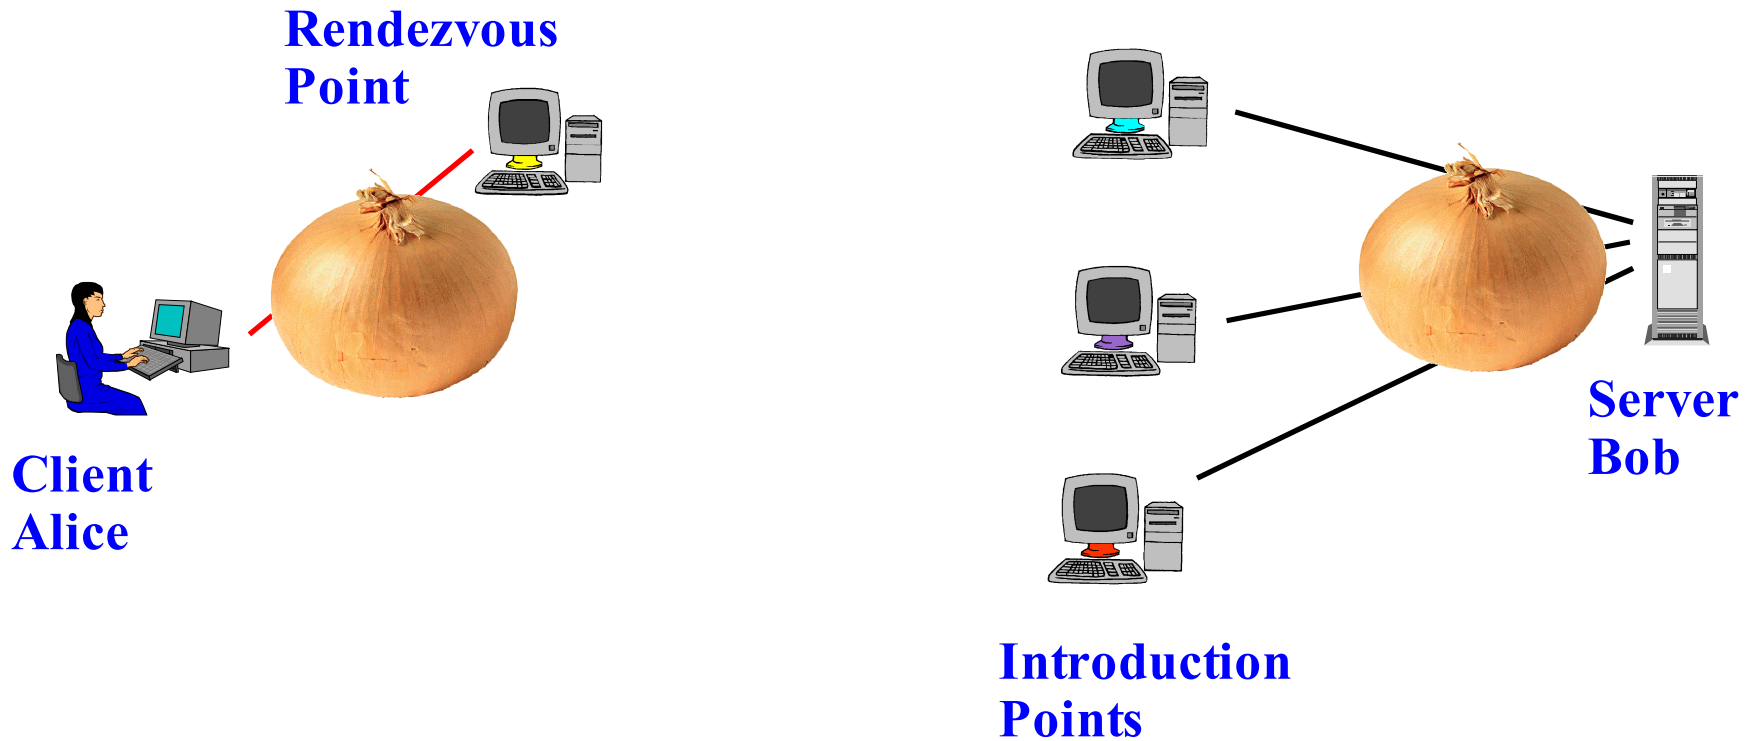 Rendezvous
Point
Client
Alice
Server
Bob
Introduction
Points